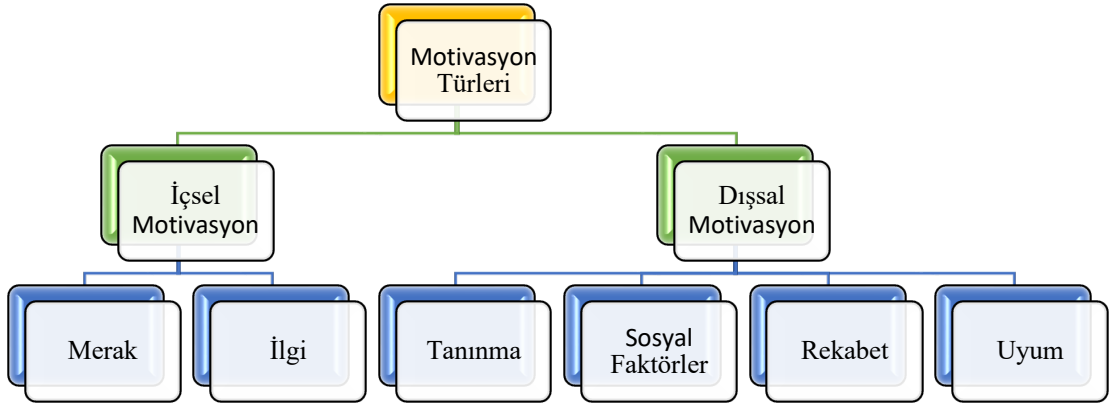 Motivasyon
Türleri
İçsel
Motivasyon
Dışsal
Motivasyon
Merak
İlgi
Tanınma
Sosyal
Faktörler
Rekabet
Uyum